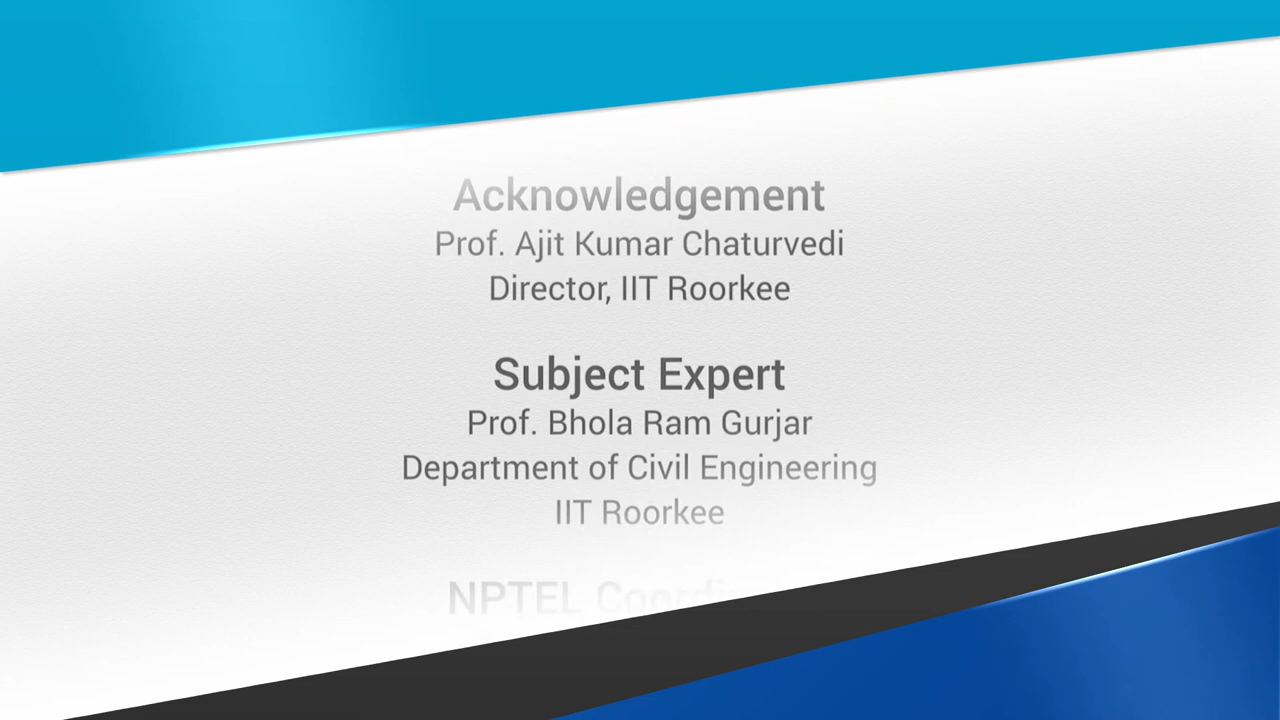 Acknowledgement
Prof. Ajit Kumar Chaturvedi
Director, IIT Roorkee
Subject Expert
Prof. Bhola Ram Gurjar
Department of Civil Engineering
IIT Roorkee
NPTEL